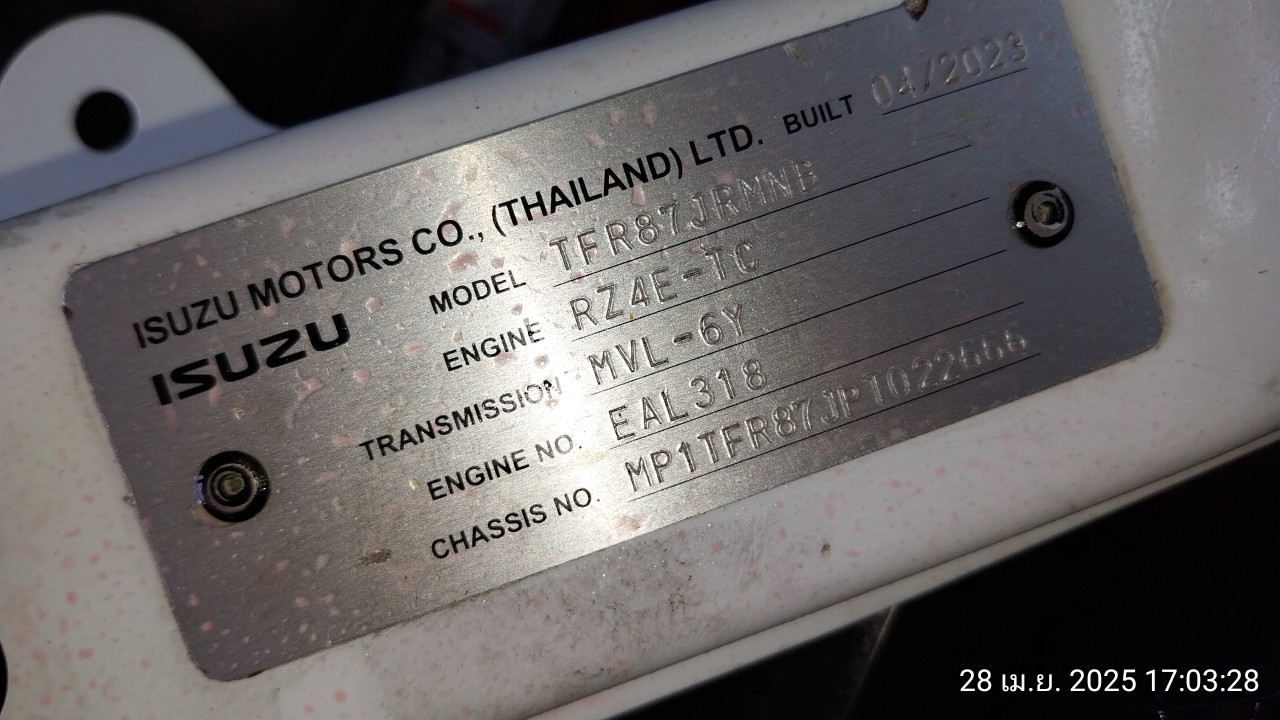 ISUZU MOTORS CO., (THAILAND) LTD. BUILT 04/2023
ISUZU
MODEL TFR87JRMNB
ENGINE RZ4E-TC
TRANSMISSION MVL-6Y
ENGINE NO. EAL318
CHASSIS NO. MP1TFR87JPT022666
28 เม.ย. 2025 17:03:28